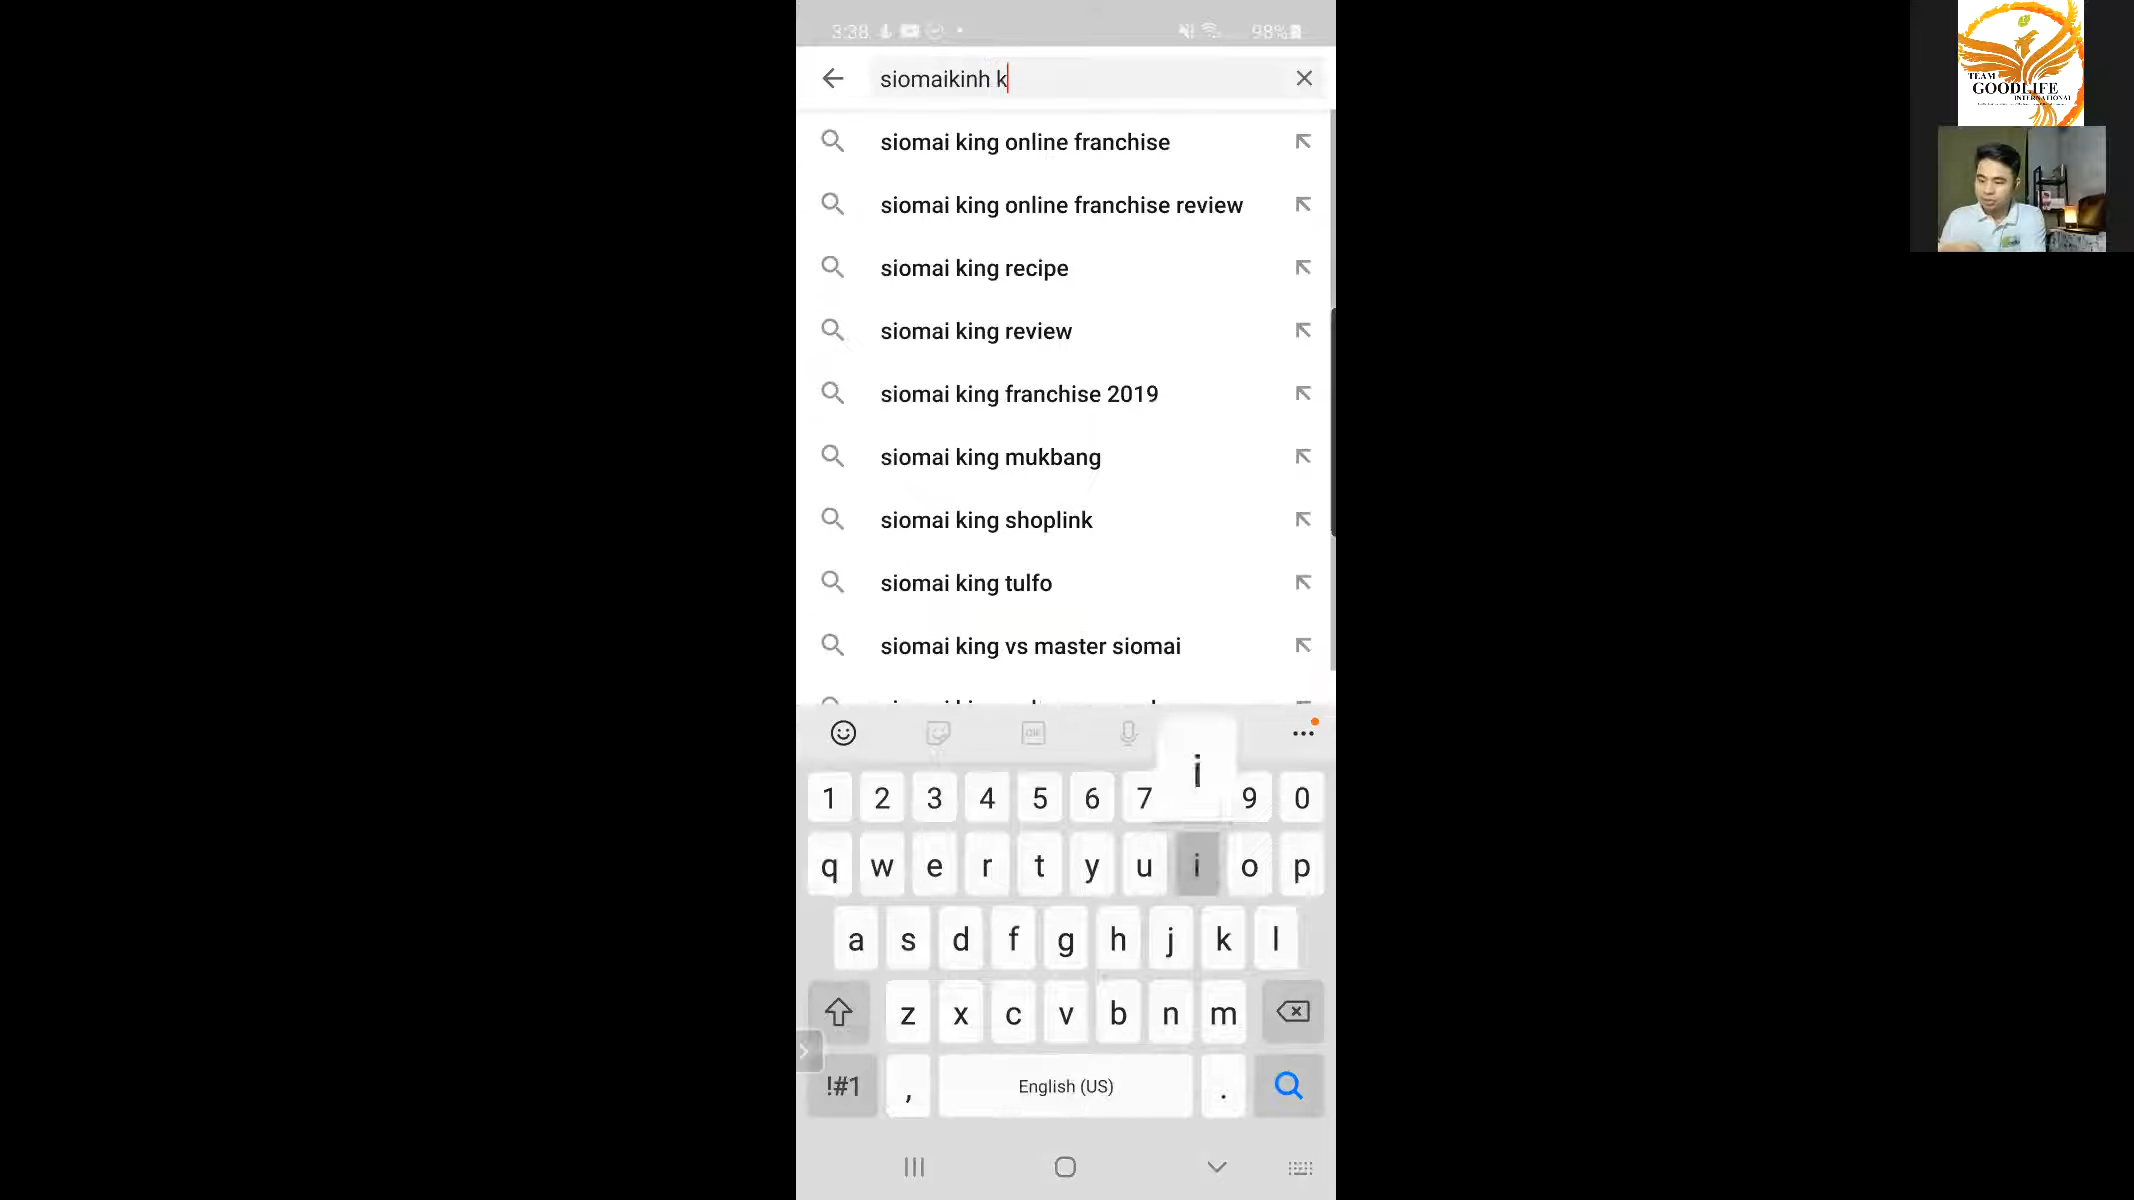 3:38
98%
siomaikinh k
siomai king online franchise
siomai king online franchise review
siomai king recipe
siomai king review
siomai king franchise 2019
siomai king mukbang
siomai king shoplink
siomai king tulfo
siomai king vs master siomai
GIF
i
1 2 3 4 5 6 7 9 0
q w e r t y u i o p
a s d f g h j k l
z x c v b n m
!#1 , English (US) .
TEAM
GOODLIFE
INTERNATIONAL